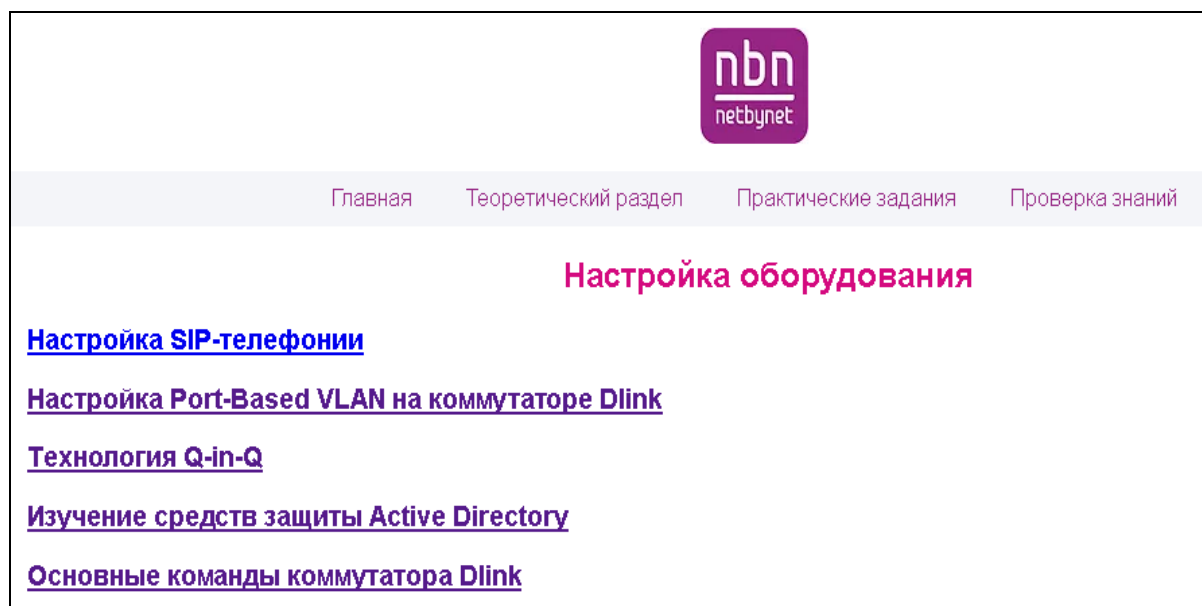 nbn
netbynet
Главная Теоретический раздел Практические задания Проверка знаний
Настройка оборудования
Настройка SIP-телефонии
Настройка Port-Based VLAN на коммутаторе Dlink
Технология Q-in-Q
Изучение средств защиты Active Directory
Основные команды коммутатора Dlink